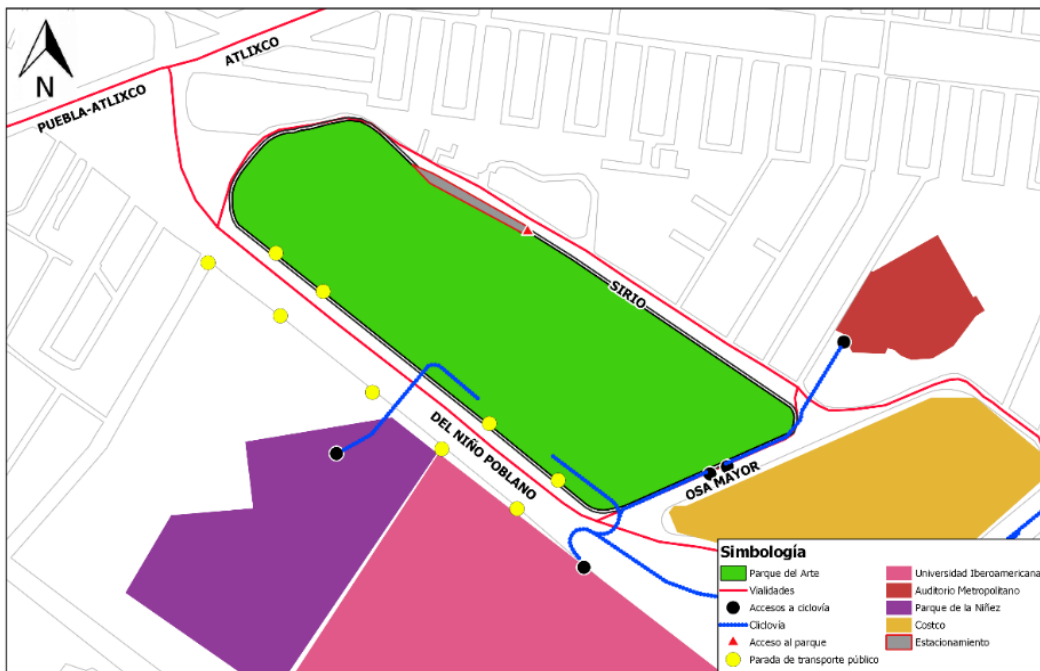 N
ATLIXCO
PUEBLA-ATLIXCO
SIRIO
DEL NIÑO POBLANO
OSA MAYOR
Simbología
Parque del Arte
Vialidades
Accesos a ciclovía
Cliclovía
Acceso al parque
Parada de transporte público
Universidad Iberoamericana
Auditorio Metropolitano
Parque de la Niñez
Costco
Estacionamiento